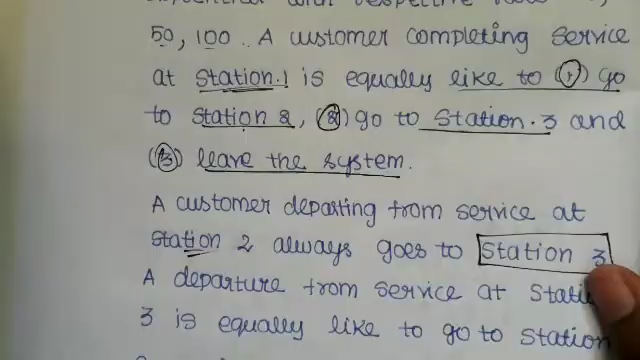 with respective
50, 100.. A customer completing service
at station.1 is equally like to (1) go
to station 2, (2) go to station.3 and
(3) leave the system.
A customer departing from service at
station 2 always goes to station 3
A departure from service at
3 is equally like to go to station